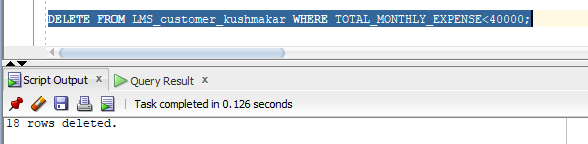 DELETE FROM LMS_customer_kushmakar WHERE TOTAL_MONTHLY_EXPENSE<40000;
Script Output x Query Result x
Task completed in 0.126 seconds
18 rows deleted.